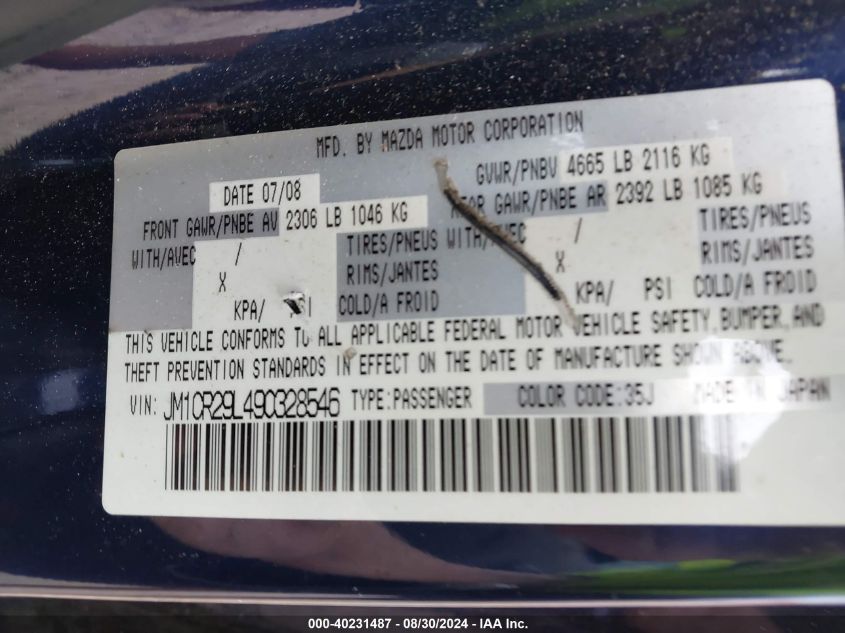 MFD. BY MAZDA MOTOR CORPORATION
DATE 07/08 GVWR/PNBV 4665 LB 2116 KG
FRONT GAWR/PNBE AV 2306 LB 1046 KG REAR GAWR/PNBE AR 2392 LB 1085 KG
WITH/AVEC / TIRES/PNEUS WITH/AVEC / TIRES/PNEUS
X RIMS/JANTES X RIMS/JANTES
KPA/ PSI COLD/A FROID KPA/ PSI COLD/A FROID
THIS VEHICLE CONFORMS TO ALL APPLICABLE FEDERAL MOTOR VEHICLE SAFETY, BUMPER, AND
THEFT PREVENTION STANDARDS IN EFFECT ON THE DATE OF MANUFACTURE SHOWN ABOVE.
VIN: JM1CR29L490328546 TYPE:PASSENGER COLOR CODE:35J MADE IN JAPAN
000-40231487 - 08/30/2024 - IAA Inc.